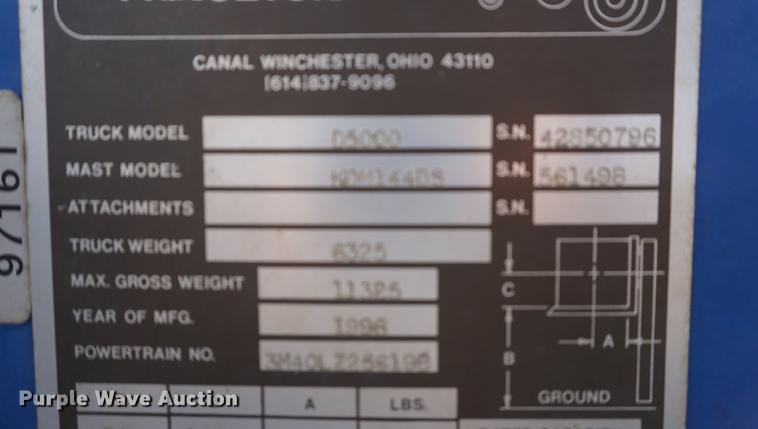 CANAL WINCHESTER, OHIO 43110
(614)837-9096
TRUCK MODEL D5000 S.N. 42850796
MAST MODEL S.N. 561498
ATTACHMENTS S.N.
TRUCK WEIGHT 6325
MAX. GROSS WEIGHT 11325
YEAR OF MFG. 1996
POWERTRAIN NO.
C
A
B
GROUND
A LBS.
97161
Purple Wave Auction